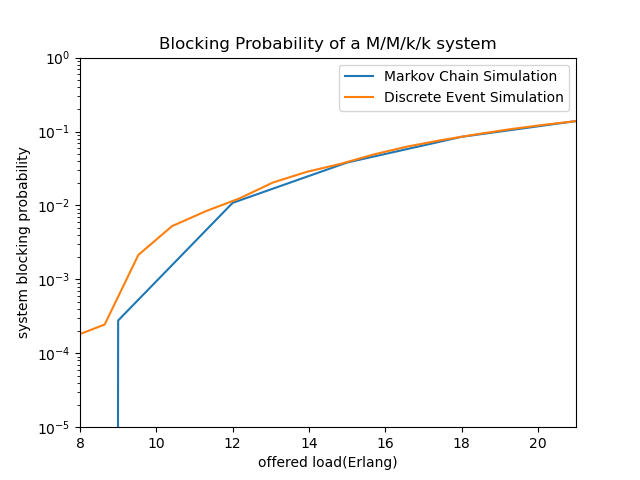 Blocking Probability of a M/M/k/k system
10^0
Markov Chain Simulation
Discrete Event Simulation
10^-1
10^-2
10^-3
10^-4
10^-5
system blocking probability
8 10 12 14 16 18 20
offered load(Erlang)